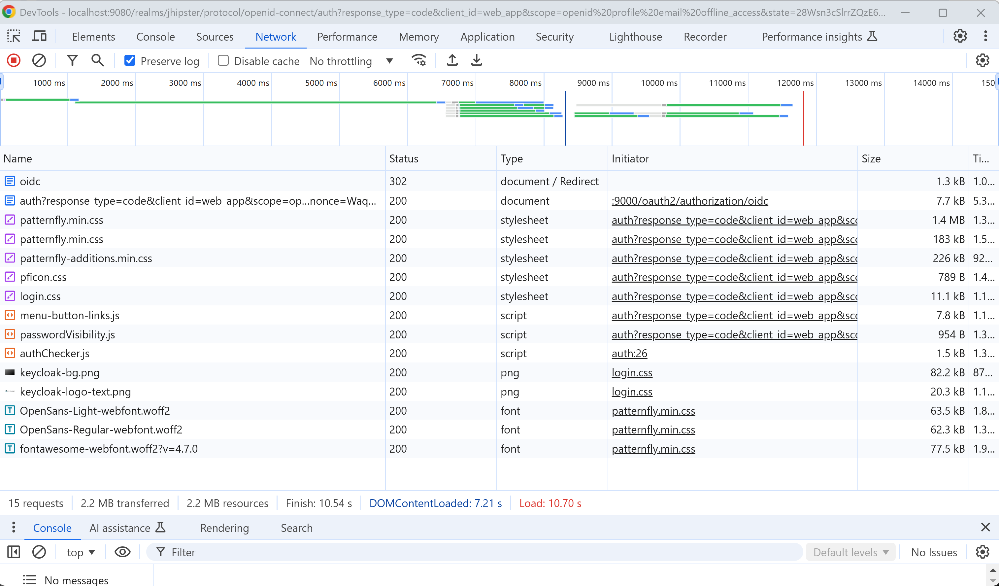 DevTools - localhost:9080/realms/jhipster/protocol/openid-connect/auth?response_type=code&client_id=web_app&scope=openid%20profile%20email%20offline_access&state=28Wsn3cSlrrZQzE6...
Elements Console Sources Network Performance Memory Application Security Lighthouse Recorder Performance insights
Preserve log Disable cache No throttling
1000 ms 2000 ms 3000 ms 4000 ms 5000 ms 6000 ms 7000 ms 8000 ms 9000 ms 10000 ms 11000 ms 12000 ms 13000 ms 14000 ms 150
Name Status Type Initiator Size Ti...
oidc 302 document / Redirect 1.3 kB 1.0...
auth?response_type=code&client_id=web_app&scope=op...nonce=Waq... 200 document :9000/oauth2/authorization/oidc 7.7 kB 5.3...
patternfly.min.css 200 stylesheet auth?response_type=code&client_id=web_app&sco 1.4 MB 1.3...
patternfly.min.css 200 stylesheet auth?response_type=code&client_id=web_app&sco 183 kB 1.5...
patternfly-additions.min.css 200 stylesheet auth?response_type=code&client_id=web_app&sco 226 kB 92...
pficon.css 200 stylesheet auth?response_type=code&client_id=web_app&sco 789 B 1.4...
login.css 200 stylesheet auth?response_type=code&client_id=web_app&sco 11.1 kB 1.1...
menu-button-links.js 200 script auth?response_type=code&client_id=web_app&sco 7.8 kB 1.1...
passwordVisibility.js 200 script auth?response_type=code&client_id=web_app&sco 954 B 1.3...
authChecker.js 200 script auth:26 1.5 kB 1.3...
keycloak-bg.png 200 png login.css 82.2 kB 87...
keycloak-logo-text.png 200 png login.css 20.3 kB 1.1...
OpenSans-Light-webfont.woff2 200 font patternfly.min.css 63.5 kB 1.8...
OpenSans-Regular-webfont.woff2 200 font patternfly.min.css 62.3 kB 1.3...
fontawesome-webfont.woff2?v=4.7.0 200 font patternfly.min.css 77.5 kB 1.9...
15 requests 2.2 MB transferred 2.2 MB resources Finish: 10.54 s DOMContentLoaded: 7.21 s Load: 10.70 s
Console AI assistance Rendering Search
top Filter Default levels No Issues
No messages